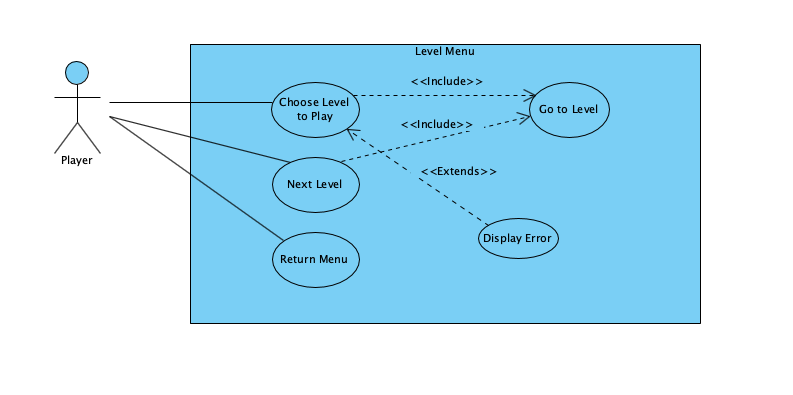 Level Menu
<<Include>>
Choose Level
to Play
Go to Level
<<Include>>
Player
<<Extends>>
Next Level
Display Error
Return Menu